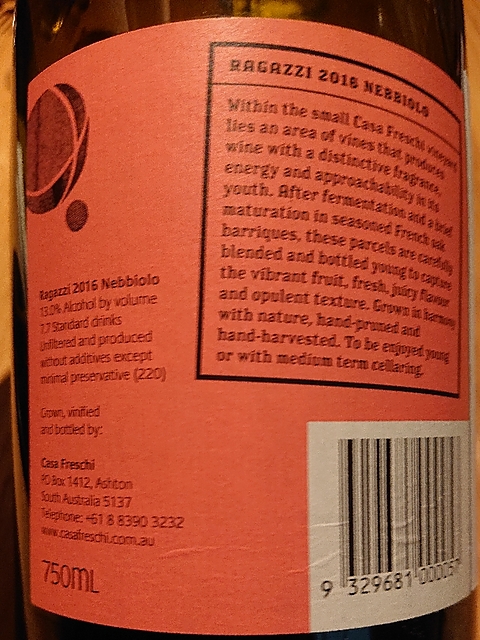 RAGAZZI 2016 NEBBIOLO
Within the small Casa Freschi vineyard
lies an area of vines that produces
wine with a distinctive fragrance,
energy and approachability in its
youth. After fermentation and a brief
maturation in seasoned French oak
barriques, these parcels are carefully
blended and bottled young to capture
the vibrant fruit, fresh, juicy flavour
and opulent texture. Grown in harmony
with nature, hand-pruned and
hand-harvested. To be enjoyed young
or with medium term cellaring.
Ragazzi 2016 Nebbiolo
13.0% Alcohol by volume
7.7 Standard drinks
Unfiltered and produced
without additives except
minimal preservative (220)
Grown, vinified
and bottled by:
Casa Freschi
PO Box 1412, Ashton
South Australia 5137
Telephone: +61 8 8390 3232
www.casafreschi.com.au
750ML
9 329681 000057